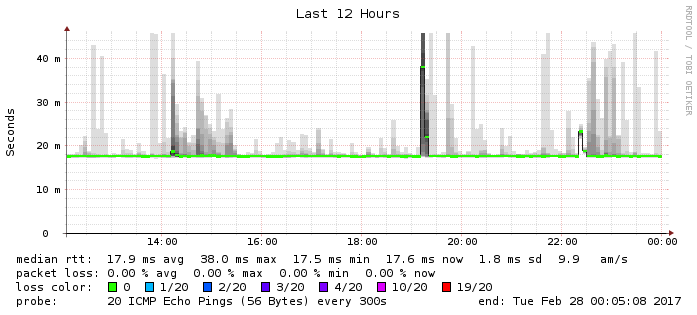 Last 12 Hours
RRDTOOL / TOBI OETIKER
Seconds
40 m
30 m
20 m
10 m
0
14:00 16:00 18:00 20:00 22:00 00:00
median rtt: 17.9 ms avg 38.0 ms max 17.5 ms min 17.6 ms now 1.8 ms sd 9.9 am/s
packet loss: 0.00 % avg 0.00 % max 0.00 % min 0.00 % now
loss color: 0 1/20 2/20 3/20 4/20 10/20 19/20
probe: 20 ICMP Echo Pings (56 Bytes) every 300s end: Tue Feb 28 00:05:08 2017